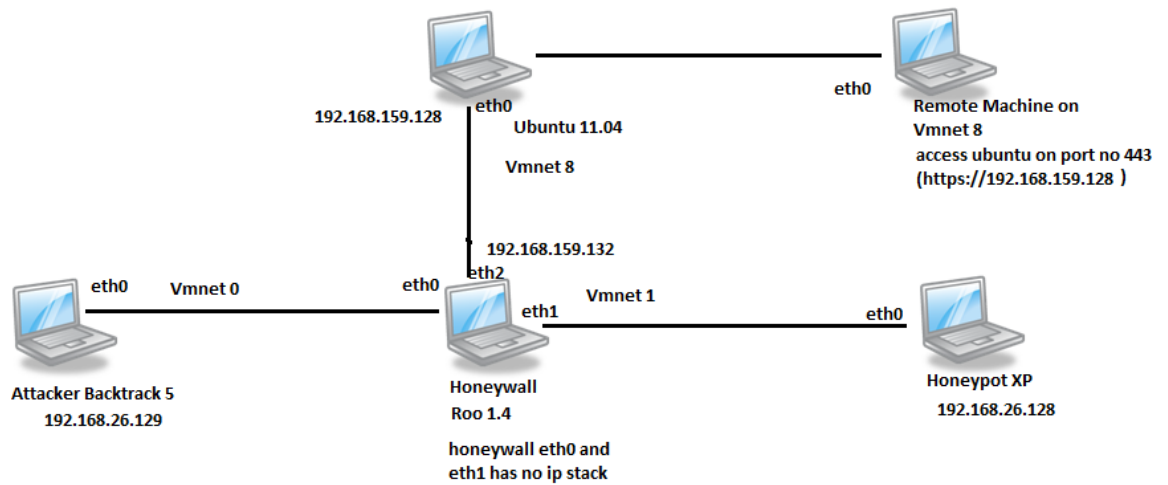 eth0
192.168.159.128
Ubuntu 11.04
Vmnet 8
eth0
Remote Machine on
Vmnet 8
access ubuntu on port no 443
(https://192.168.159.128 )
192.168.159.132
eth2
eth0
Vmnet 0
eth0
eth1
Vmnet 1
eth0
Attacker Backtrack 5
192.168.26.129
Honeywall
Roo 1.4
honeywall eth0 and
eth1 has no ip stack
Honeypot XP
192.168.26.128